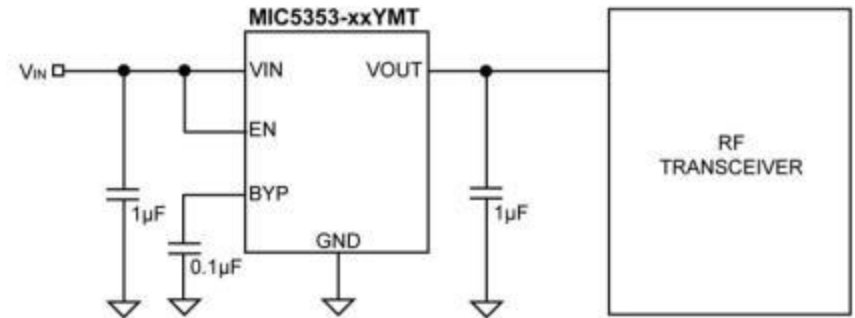 MIC5353-xxYMT
VIN
VIN
VOUT
EN
RF
TRANSCEIVER
BYP
1µF
1µF
GND
0.1µF